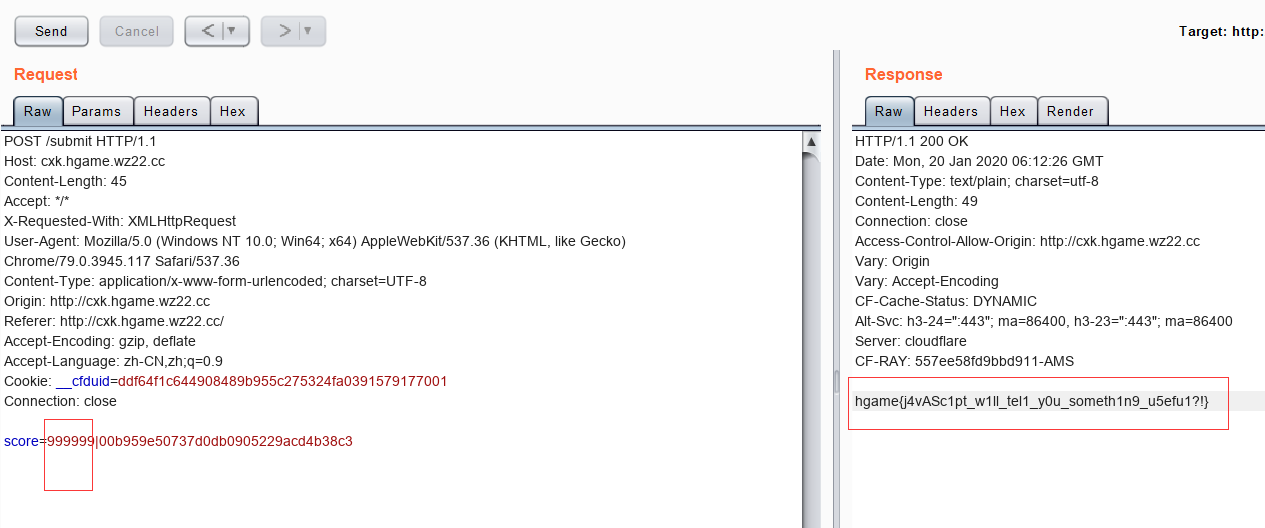 Send
Cancel
<|▼
>|▼
Target: http:
Request
Response
Raw
Params
Headers
Hex
Raw
Headers
Hex
Render
POST /submit HTTP/1.1
Host: cxk.hgame.wz22.cc
Content-Length: 45
Accept: */*
X-Requested-With: XMLHttpRequest
User-Agent: Mozilla/5.0 (Windows NT 10.0; Win64; x64) AppleWebKit/537.36 (KHTML, like Gecko)
Chrome/79.0.3945.117 Safari/537.36
Content-Type: application/x-www-form-urlencoded; charset=UTF-8
Origin: http://cxk.hgame.wz22.cc
Referer: http://cxk.hgame.wz22.cc/
Accept-Encoding: gzip, deflate
Accept-Language: zh-CN,zh;q=0.9
Cookie: __cfduid=ddf64f1c644908489b955c275324fa0391579177001
Connection: close
score=999999|00b959e50737d0db0905229acd4b38c3
HTTP/1.1 200 OK
Date: Mon, 20 Jan 2020 06:12:26 GMT
Content-Type: text/plain; charset=utf-8
Content-Length: 49
Connection: close
Access-Control-Allow-Origin: http://cxk.hgame.wz22.cc
Vary: Origin
Vary: Accept-Encoding
CF-Cache-Status: DYNAMIC
Alt-Svc: h3-24=":443"; ma=86400, h3-23=":443"; ma=86400
Server: cloudflare
CF-RAY: 557ee58fd9bbd911-AMS
hgame{j4vASc1pt_w1ll_tel1_y0u_someth1n9_u5efu1?!}